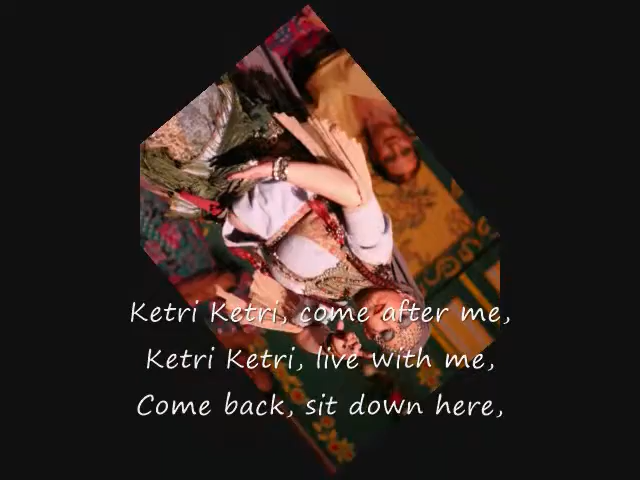 Ketri Ketri, come after me,
Ketri Ketri, live with me,
Come back, sit down here,